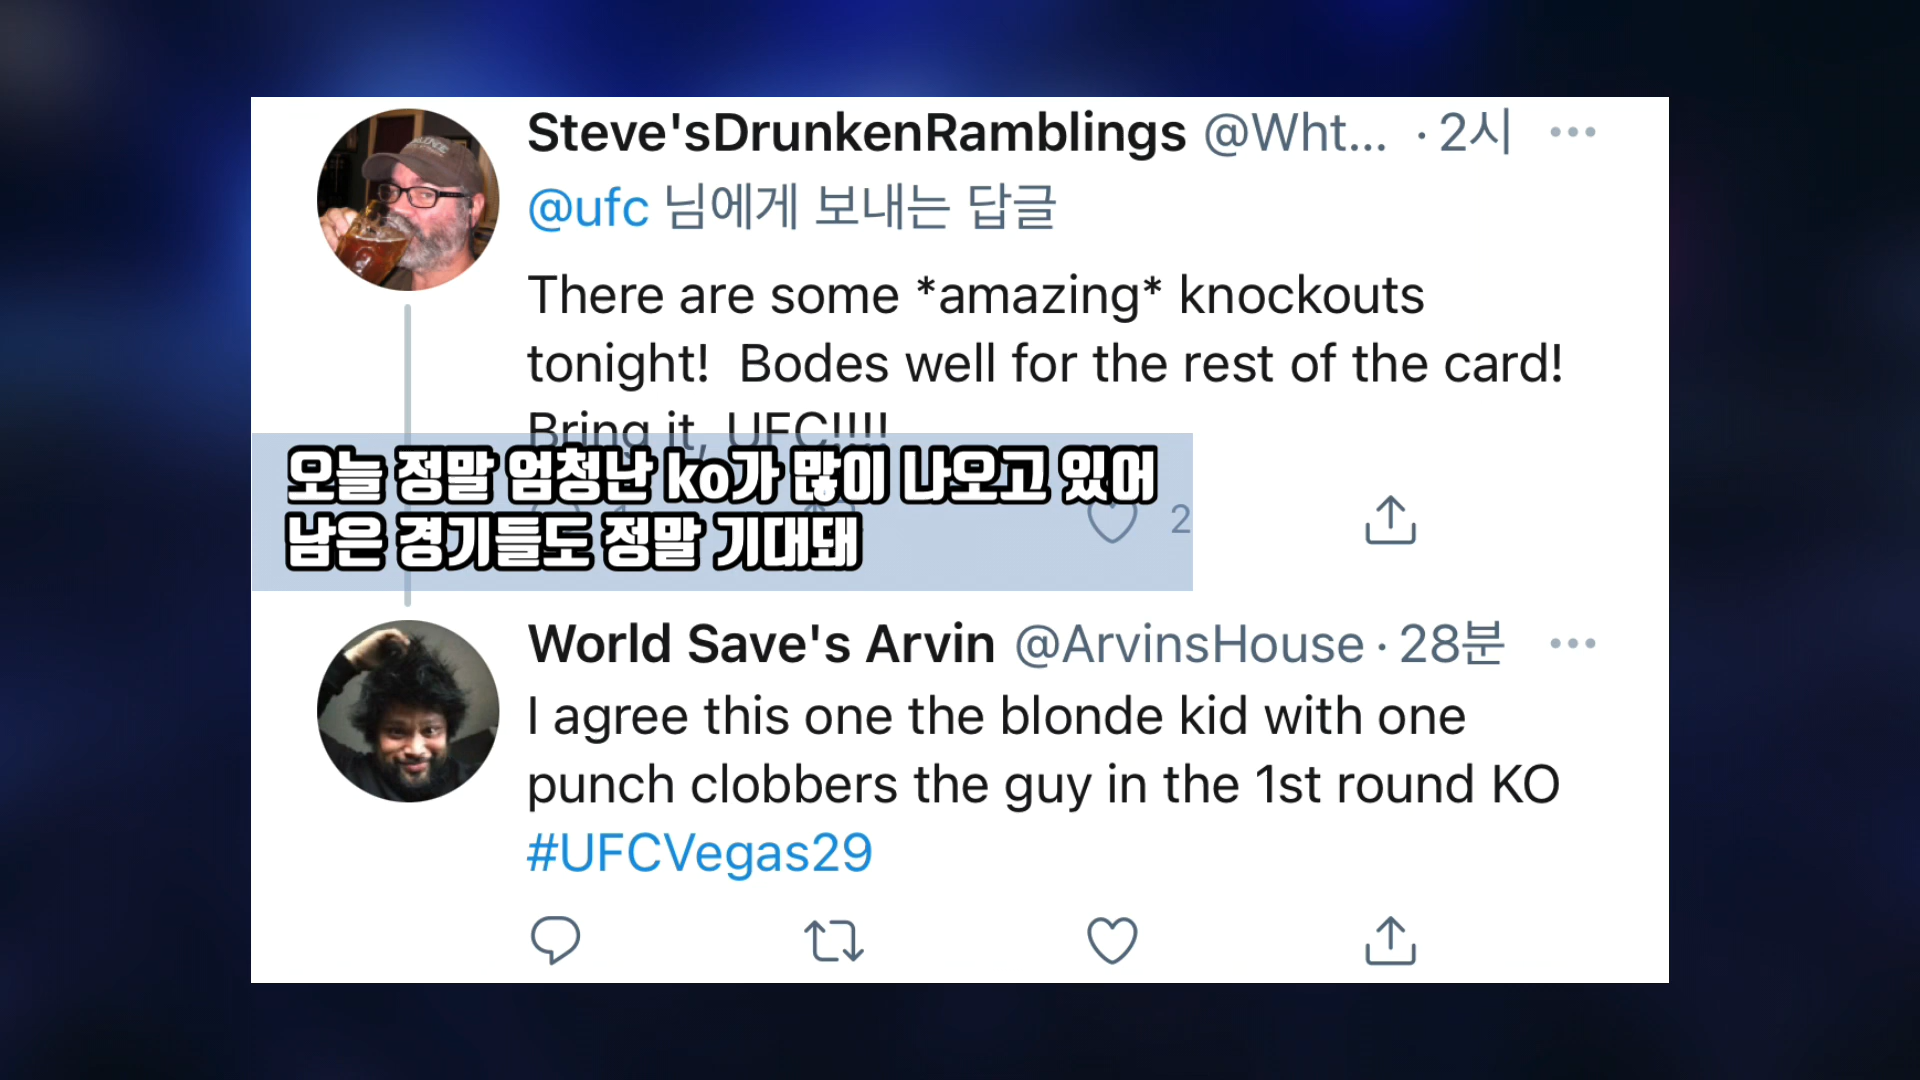 Steve'sDrunkenRamblings @Wht... · 2시
@ufc 님에게 보내는 답글
There are some *amazing* knockouts
tonight! Bodes well for the rest of the card!
Bring it, UFC!!!!
오늘 정말 엄청난 ko가 많이 나오고 있어
남은 경기들도 정말 기대돼
2
World Save's Arvin @ArvinsHouse · 28분
I agree this one the blonde kid with one
punch clobbers the guy in the 1st round KO
#UFCVegas29